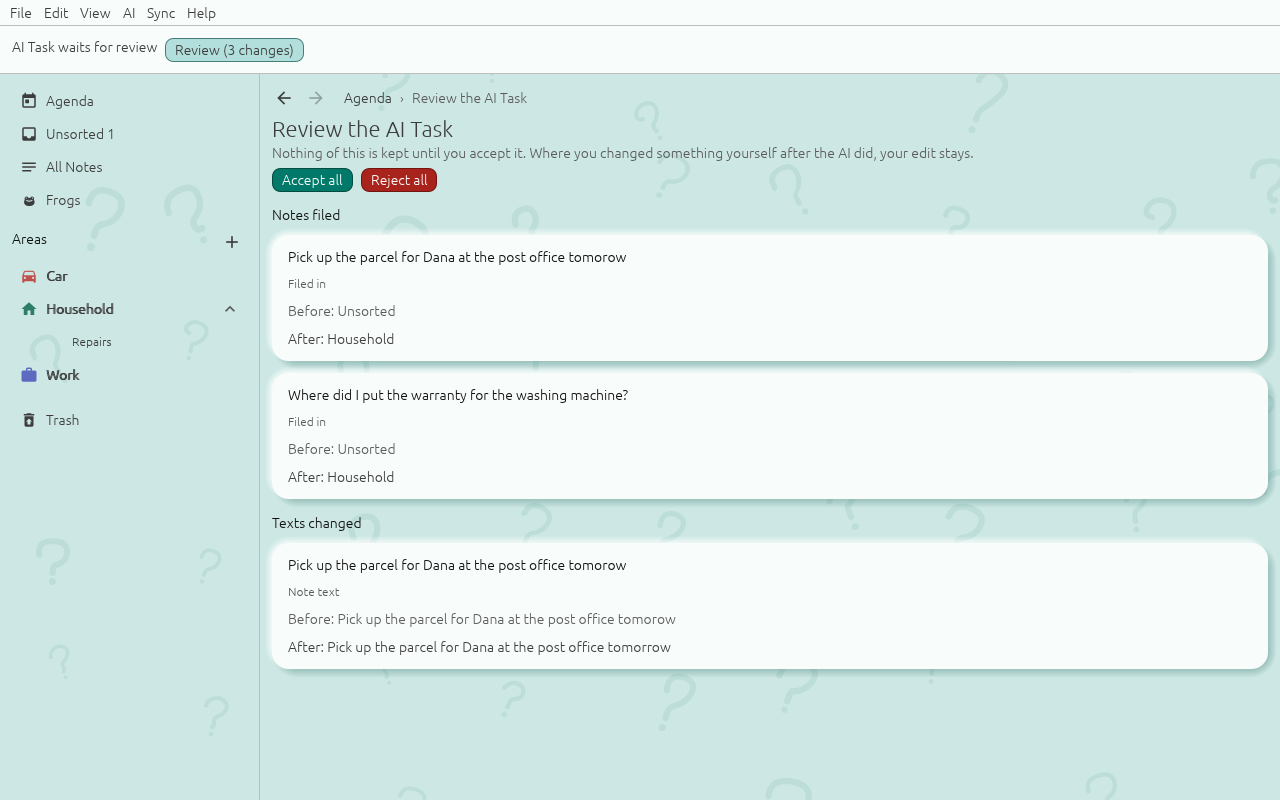 File Edit View AI Sync Help
AI Task waits for review Review (3 changes)
Agenda
Unsorted 1
All Notes
Frogs
Areas
Car
Household
Repairs
Work
Trash
Agenda › Review the AI Task
Review the AI Task
Nothing of this is kept until you accept it. Where you changed something yourself after the AI did, your edit stays.
Accept all Reject all
Notes filed
Pick up the parcel for Dana at the post office tomorow
Filed in
Before: Unsorted
After: Household
Where did I put the warranty for the washing machine?
Filed in
Before: Unsorted
After: Household
Texts changed
Pick up the parcel for Dana at the post office tomorow
Note text
Before: Pick up the parcel for Dana at the post office tomorow
After: Pick up the parcel for Dana at the post office tomorrow